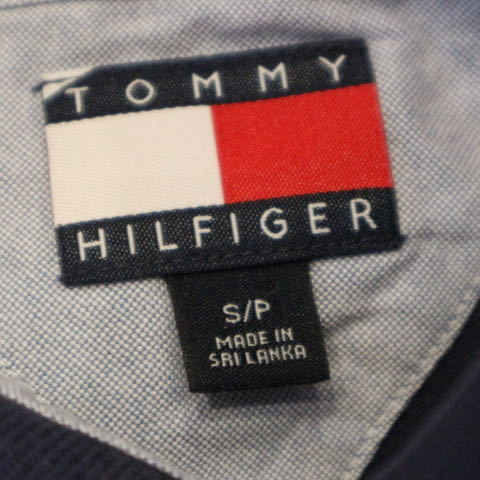 TOMMY
HILFIGER
S/P
MADE IN
SRI LANKA